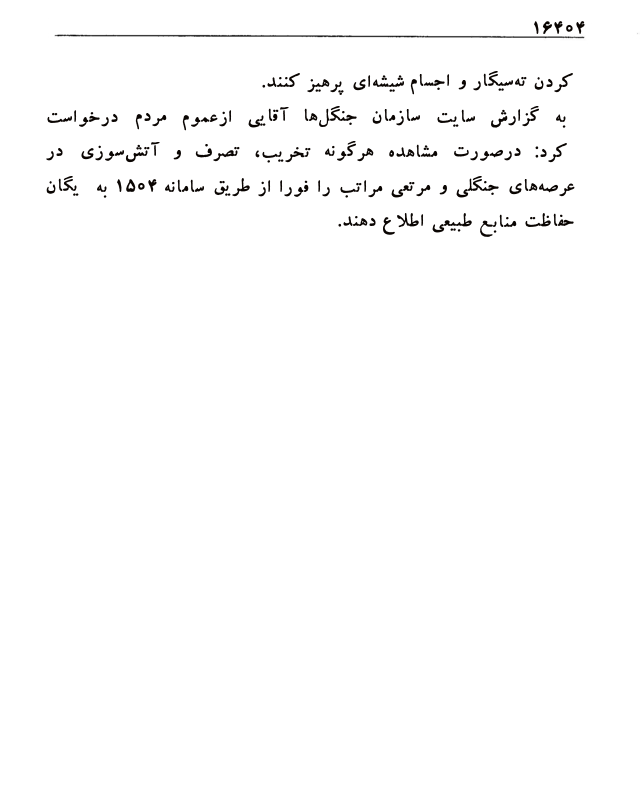 ۱۶۴۰۴
کردن ته‌سیگار و اجسام شیشه‌ای پرهیز کنند.
به گزارش سایت سازمان جنگل‌ها آقایی ازعموم مردم درخواست
کرد: درصورت مشاهده هرگونه تخریب، تصرف و آتش‌سوزی در
عرصه‌های جنگلی و مرتعی مراتب را فورا از طریق سامانه ۱۵۰۴ به یگان
حفاظت منابع طبیعی اطلاع دهند.